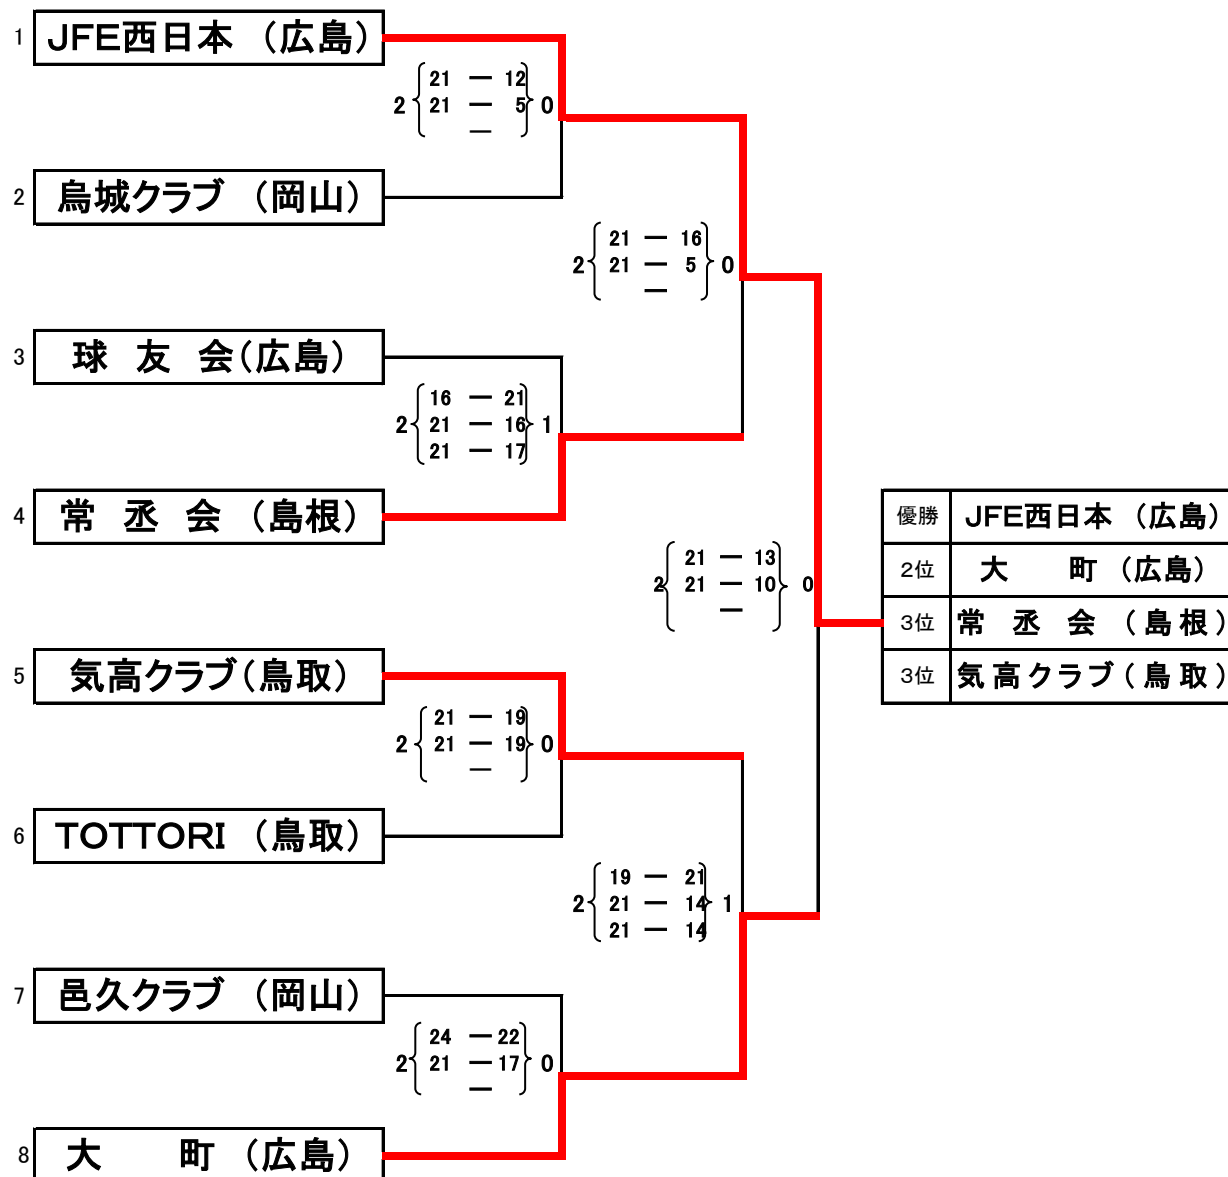 1 JFE西日本 (広島)
21 ー 12
2 21 ー 5 0
ー
2 烏城クラブ (岡山)
21 ー 16
2 21 ー 5 0
ー
3 球 友 会(広島)
16 ー 21
2 21 ー 16 1
21 ー 17
4 常 丞 会 (島根)
優勝 JFE西日本 (広島)
2位 大 町 (広島)
3位 常 丞 会 (島根)
3位 気高クラブ(鳥取)
21 ー 13
2 21 ー 10 0
ー
5 気高クラブ(鳥取)
21 ー 19
2 21 ー 19 0
ー
6 TOTTORI (鳥取)
19 ー 21
2 21 ー 14 1
21 ー 14
7 邑久クラブ (岡山)
24 ー 22
2 21 ー 17 0
ー
8 大 町 (広島)